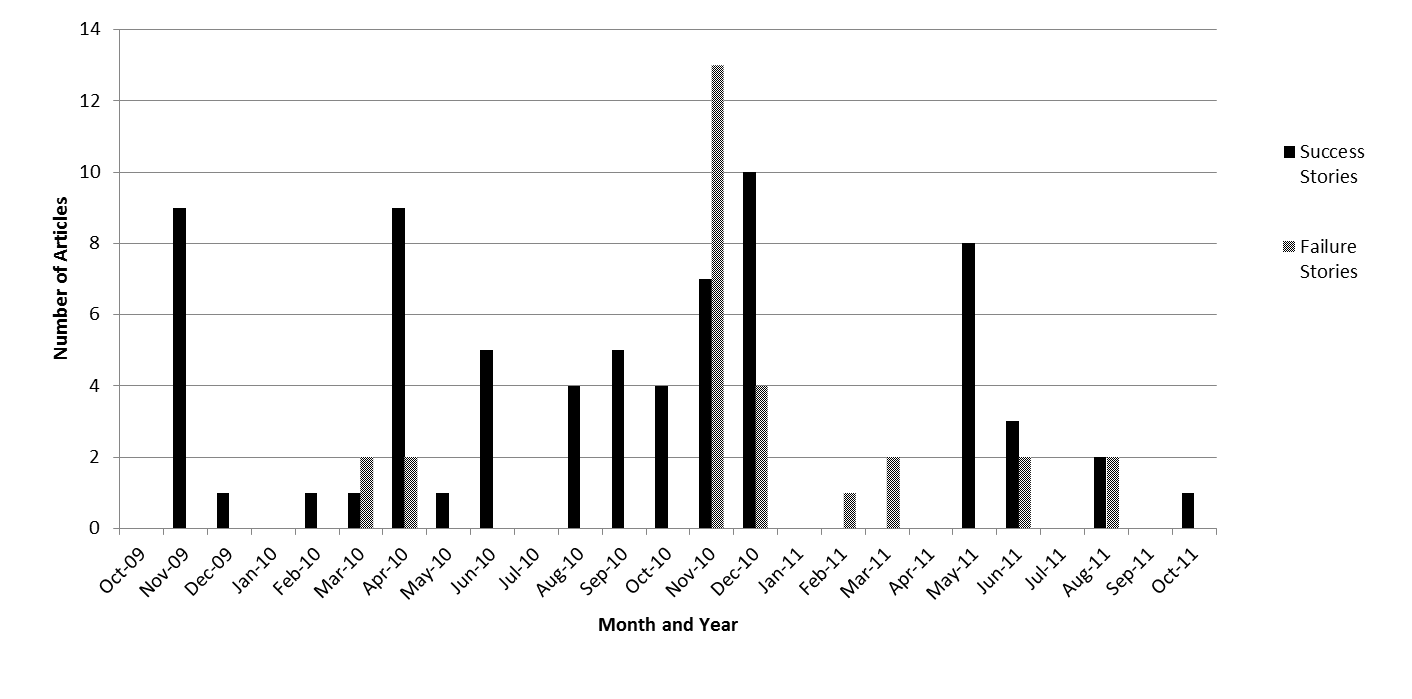 14
12
10
8
6
4
2
0
Number of Articles
Oct-09
Nov-09
Dec-09
Jan-10
Feb-10
Mar-10
Apr-10
May-10
Jun-10
Jul-10
Aug-10
Sep-10
Oct-10
Nov-10
Dec-10
Jan-11
Feb-11
Mar-11
Apr-11
May-11
Jun-11
Jul-11
Aug-11
Sep-11
Oct-11
Month and Year
Success
Stories
Failure
Stories